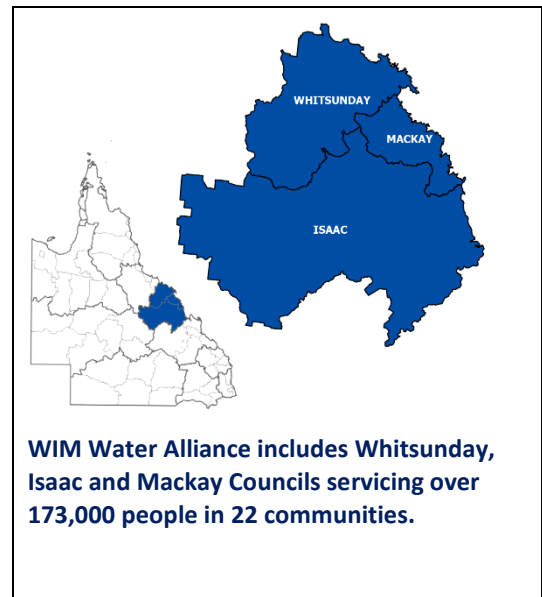 WHITSUNDAY
MACKAY
ISAAC
WIM Water Alliance includes Whitsunday,
Isaac and Mackay Councils servicing over
173,000 people in 22 communities.